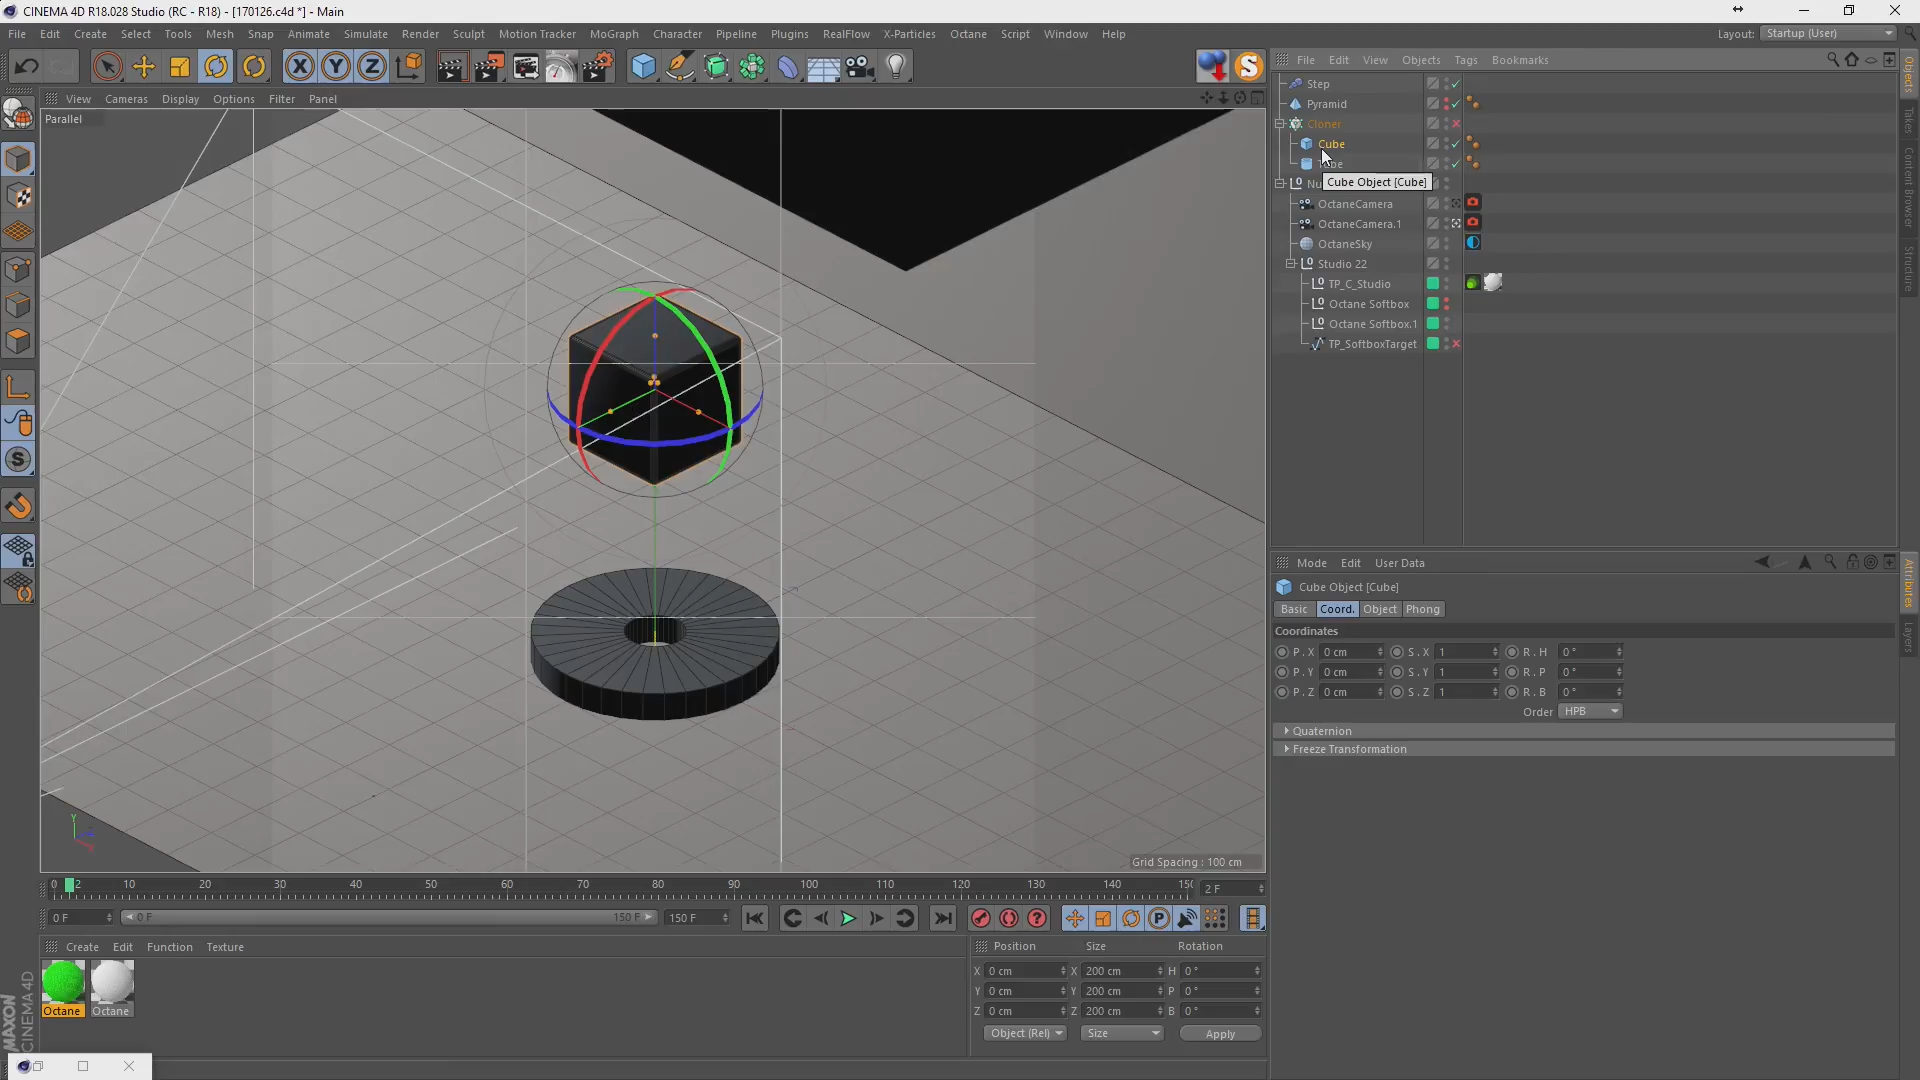 CINEMA 4D R18.028 Studio (RC - R18) - [170126.c4d *] - Main
File Edit Create Select Tools Mesh Snap Animate Simulate Render Sculpt Motion Tracker MoGraph Character Pipeline Plugins RealFlow X-Particles Octane Script Window Help
Layout: Startup (User)
X Y Z S
File Edit View Objects Tags Bookmarks
View Cameras Display Options Filter Panel
Parallel
Step
Pyramid
Cloner
Cube
Cube Object [Cube]
OctaneCamera
OctaneCamera.1
OctaneSky
Studio 22
TP_C_Studio
Octane Softbox
Octane Softbox.1
TP_SoftboxTarget
Objects
Takes
Content Browser
Structure
Y
Grid Spacing : 100 cm
Mode Edit User Data
Cube Object [Cube]
Basic Coord. Object Phong
Coordinates
P . X 0 cm S . X 1 R . H 0 °
P . Y 0 cm S . Y 1 R . P 0 °
P . Z 0 cm S . Z 1 R . B 0 °
Order HPB
Quaternion
Freeze Transformation
Attributes
Layers
0 2 10 20 30 40 50 60 70 80 90 100 110 120 130 140 2 F
0 F 0 F 150 F 150 F
Create Edit Function Texture
Octane Octane
Position Size Rotation
X 0 cm X 200 cm H 0 °
Y 0 cm Y 200 cm P 0 °
Z 0 cm Z 200 cm B 0 °
Object (Rel) Size Apply
MAXON
CINEMA 4D